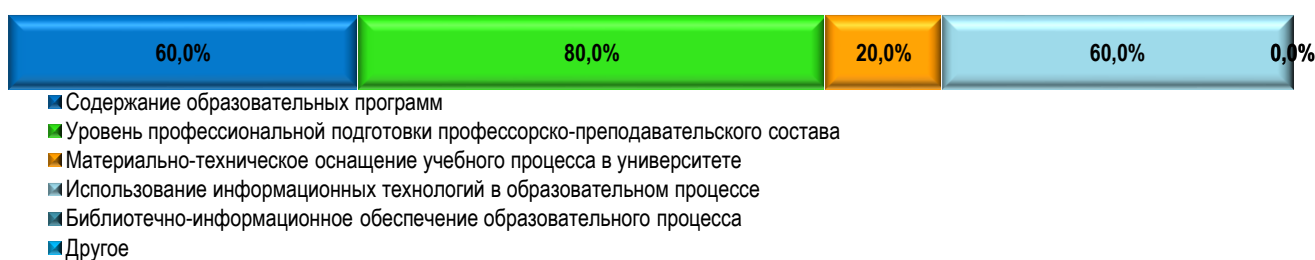 60,0% 80,0% 20,0% 60,0% 0,0%
Содержание образовательных программ
Уровень профессиональной подготовки профессорско-преподавательского состава
Материально-техническое оснащение учебного процесса в университете
Использование информационных технологий в образовательном процессе
Библиотечно-информационное обеспечение образовательного процесса
Другое